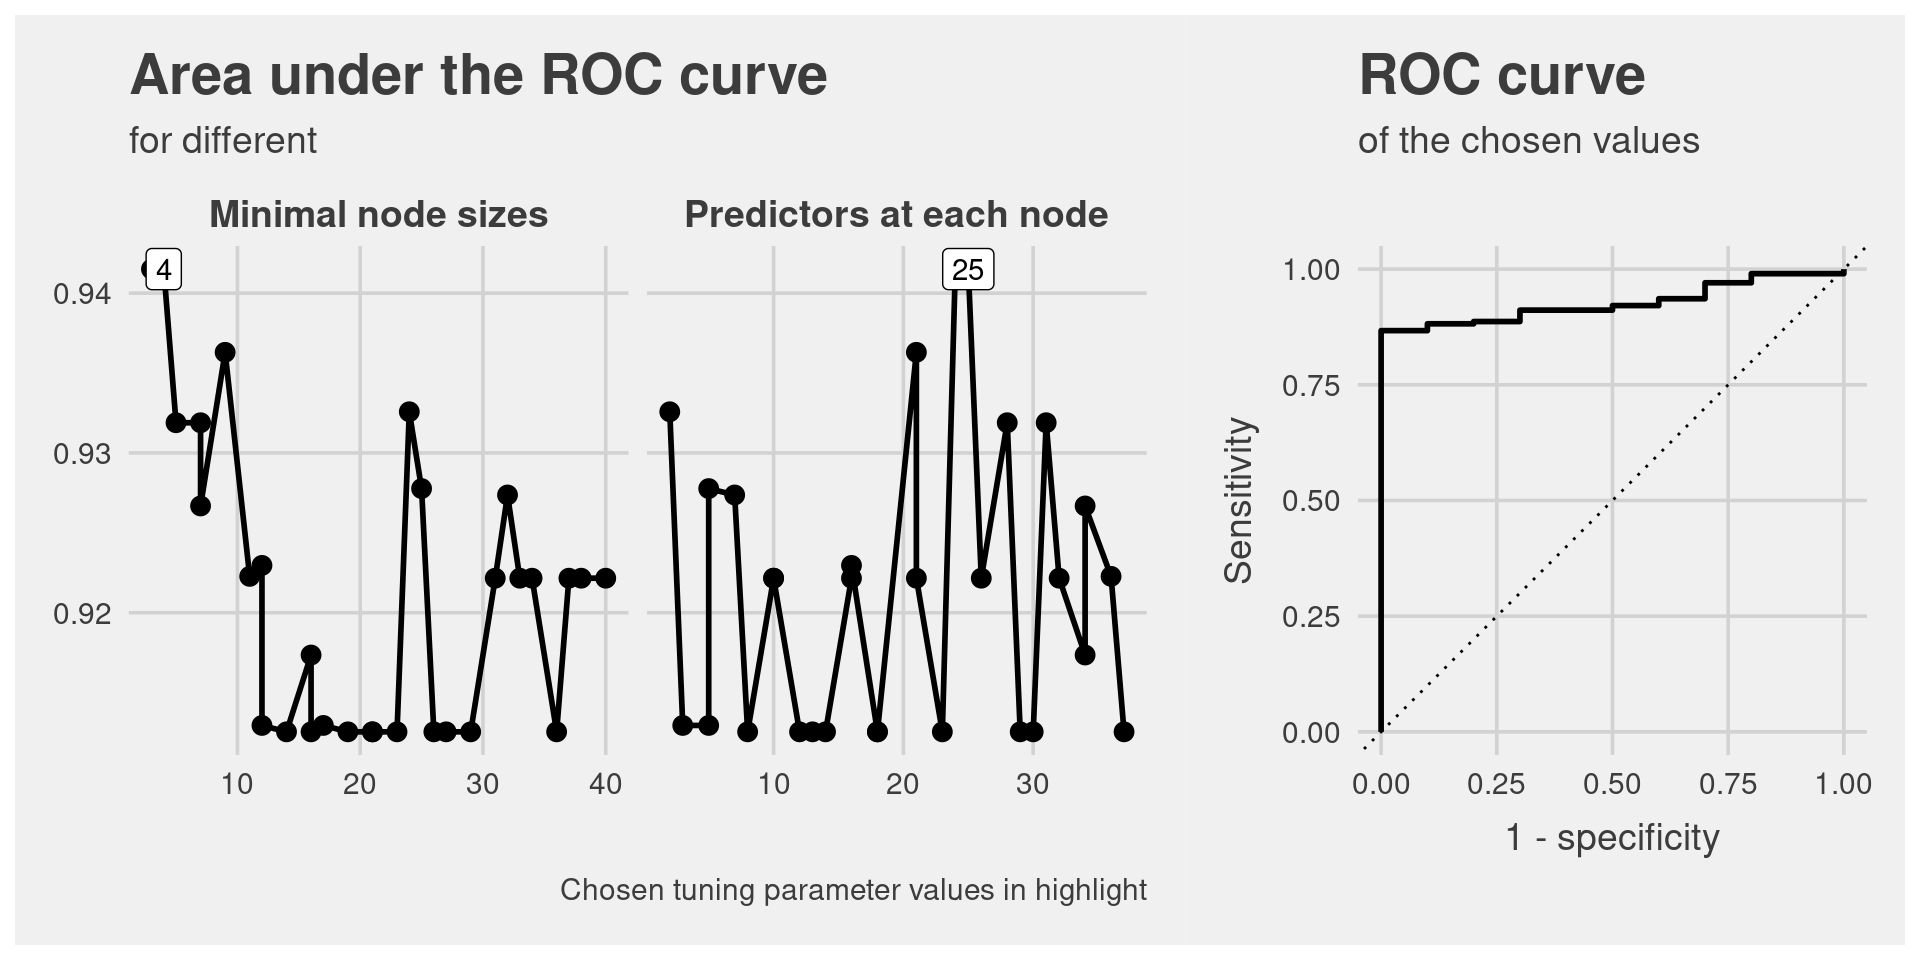 Area under the ROC curve
for different
Minimal node sizes
Predictors at each node
4
25
0.94
0.93
0.92
10 20 30 40
10 20 30
Chosen tuning parameter values in highlight
ROC curve
of the chosen values
Sensitivity
1.00
0.75
0.50
0.25
0.00
0.00 0.25 0.50 0.75 1.00
1 - specificity